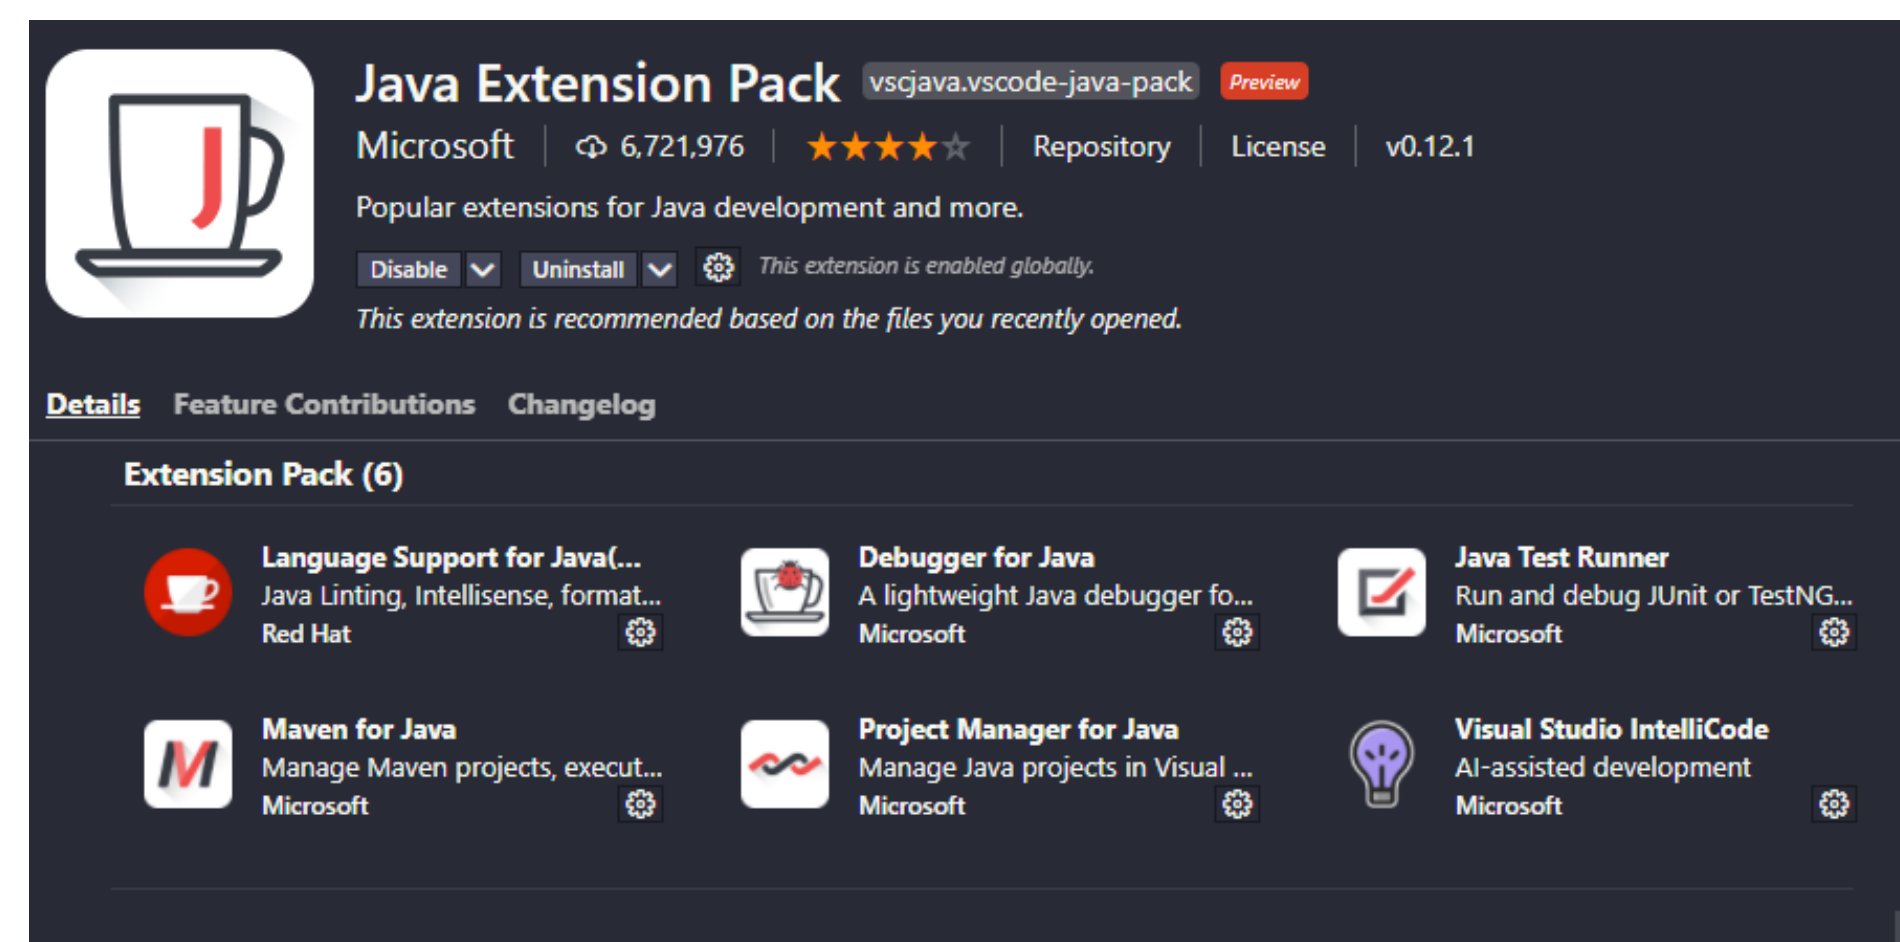 Java Extension Pack vscjava.vscode-java-pack Preview
Microsoft 6,721,976 Repository License v0.12.1
Popular extensions for Java development and more.
Disable Uninstall This extension is enabled globally.
This extension is recommended based on the files you recently opened.
Details Feature Contributions Changelog
Extension Pack (6)
Language Support for Java(...
Java Linting, Intellisense, format...
Red Hat
Debugger for Java
A lightweight Java debugger fo...
Microsoft
Java Test Runner
Run and debug JUnit or TestNG...
Microsoft
Maven for Java
Manage Maven projects, execut...
Microsoft
Project Manager for Java
Manage Java projects in Visual ...
Microsoft
Visual Studio IntelliCode
AI-assisted development
Microsoft